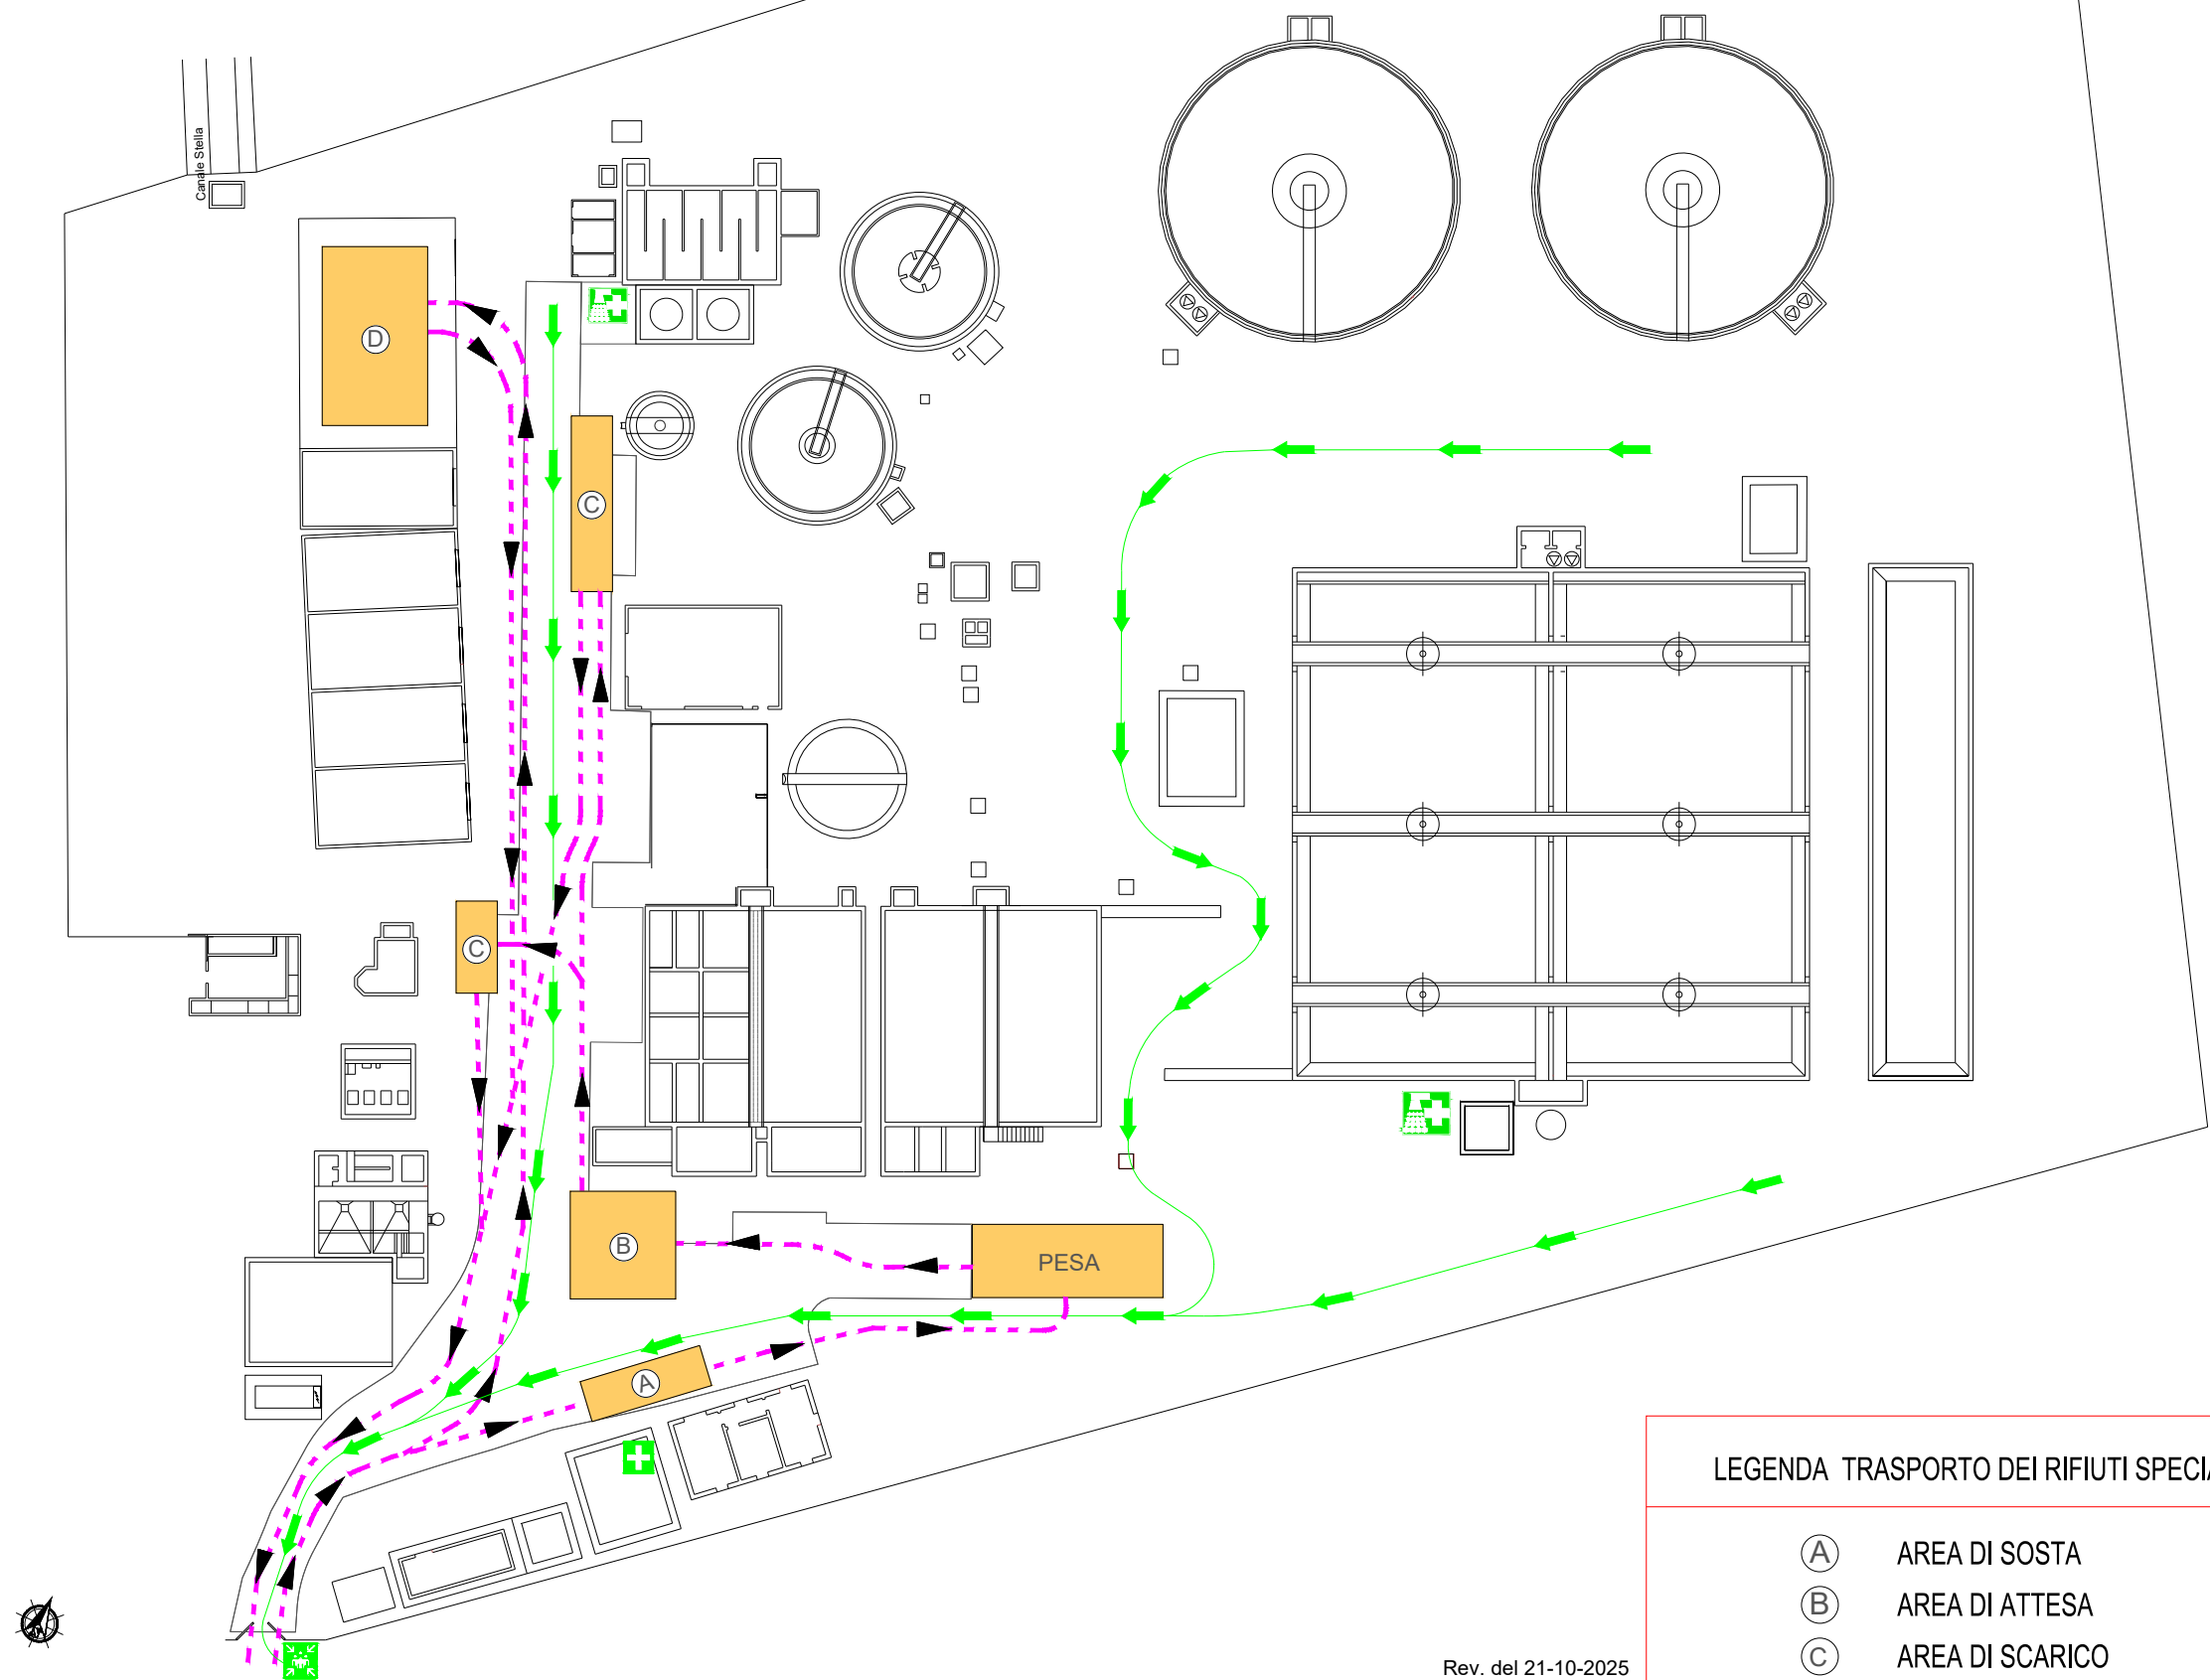 Canale Stella
D
C
C
B
PESA
A
LEGENDA TRASPORTO DEI RIFIUTI SPECIA
A AREA DI SOSTA
B AREA DI ATTESA
C AREA DI SCARICO
Rev. del 21-10-2025